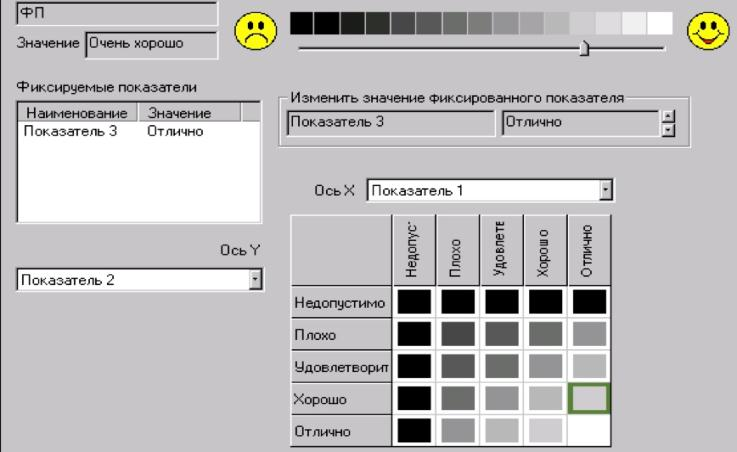 ФП
Значение Очень хорошо
Фиксируемые показатели
Наименование Значение
Показатель 3 Отлично
Изменить значение фиксированного показателя
Показатель 3 Отлично
Ось X Показатель 1
Ось Y
Показатель 2
Недопус
Плохо
Удовлете
Хорошо
Отлично
Недопустимо
Плохо
Удовлетворит
Хорошо
Отлично